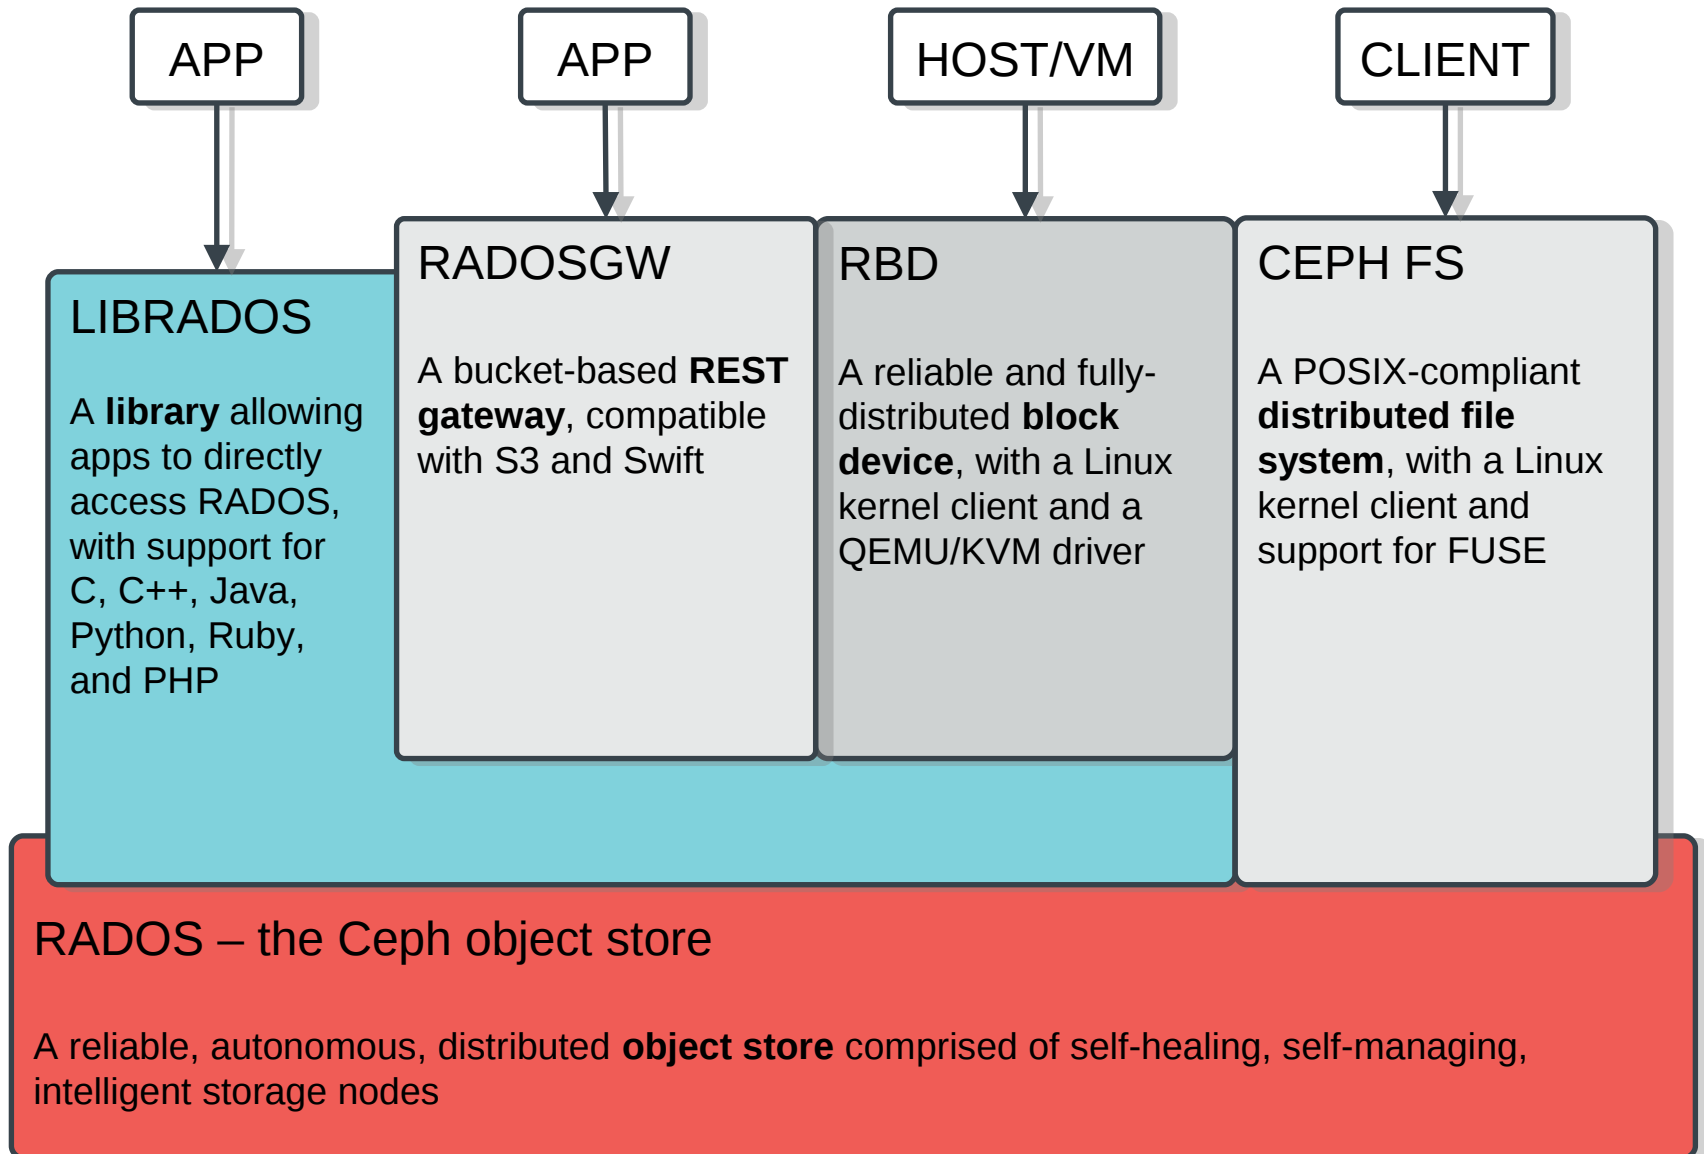 APP
APP
HOST/VM
CLIENT
LIBRADOS
A library allowing
apps to directly
access RADOS,
with support for
C, C++, Java,
Python, Ruby,
and PHP
RADOSGW
A bucket-based REST
gateway, compatible
with S3 and Swift
RBD
A reliable and fully-
distributed block
device, with a Linux
kernel client and a
QEMU/KVM driver
CEPH FS
A POSIX-compliant
distributed file
system, with a Linux
kernel client and
support for FUSE
RADOS – the Ceph object store
A reliable, autonomous, distributed object store comprised of self-healing, self-managing,
intelligent storage nodes